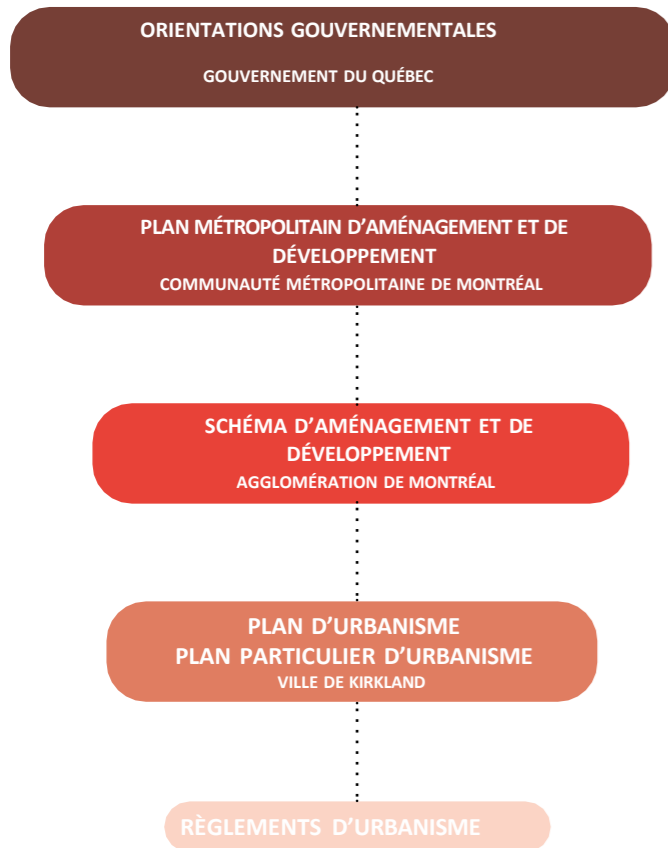 ORIENTATIONS GOUVERNEMENTALES
GOUVERNEMENT DU QUÉBEC
PLAN MÉTROPOLITAIN D'AMÉNAGEMENT ET DE
DÉVELOPPEMENT
COMMUNAUTÉ MÉTROPOLITAINE DE MONTRÉAL
SCHÉMA D'AMÉNAGEMENT ET DE
DÉVELOPPEMENT
AGGLOMÉRATION DE MONTRÉAL
PLAN D'URBANISME
PLAN PARTICULIER D'URBANISME
VILLE DE KIRKLAND
RÈGLEMENTS D'URBANISME